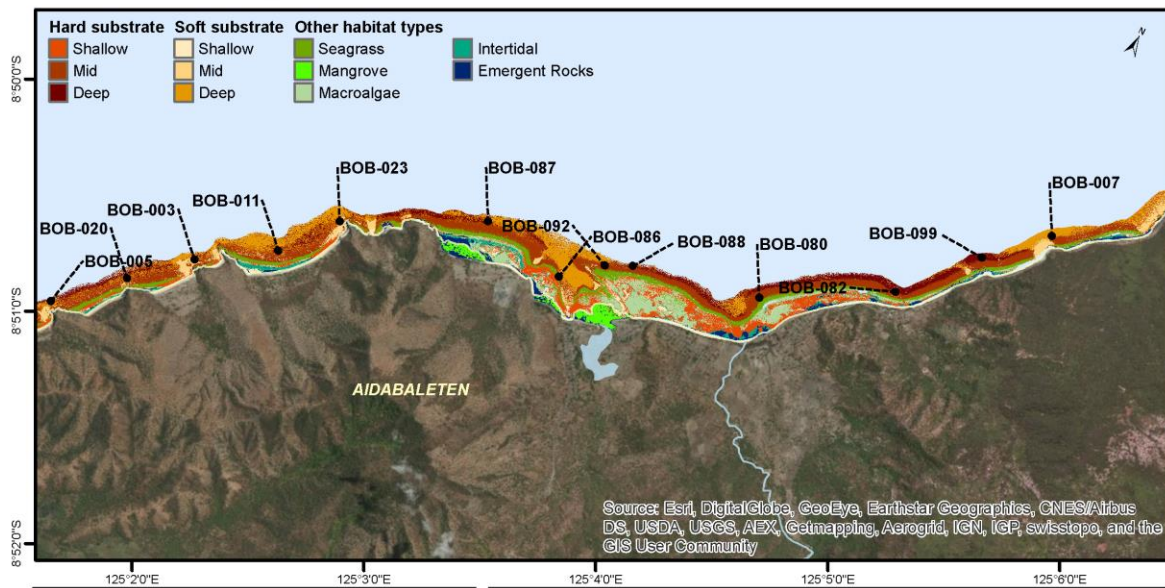 Hard substrate Soft substrate Other habitat types
Shallow Shallow Seagrass Intertidal
Mid Mid Mangrove Emergent Rocks
Deep Deep Macroalgae
8°50'0"S
BOB-023 BOB-087
BOB-007
BOB-011
BOB-003
BOB-092
BOB-020
BOB-086
BOB-088
BOB-099
BOB-080
BOB-005
BOB-082
8°51'0"S
AIDABALETEN
Source: Esri, DigitalGlobe, GeoEye, Earthstar Geographics, CNES/Airbus
DS, USDA, USGS, AEX, Getmapping, Aerogrid, IGN, IGP, swisstopo, and the
GIS User Community
8°52'0"S
125°2'0"E 125°3'0"E 125°4'0"E 125°5'0"E 125°6'0"E